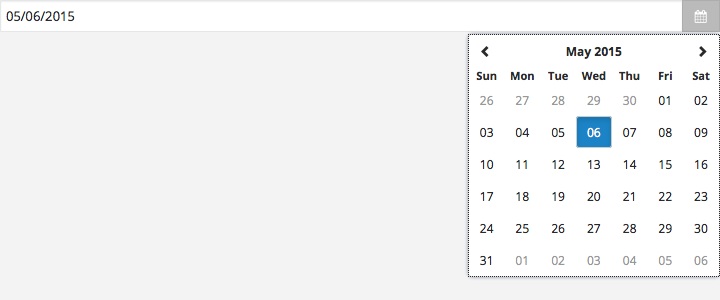 05/06/2015
May 2015
Sun Mon Tue Wed Thu Fri Sat
26 27 28 29 30 01 02
03 04 05 06 07 08 09
10 11 12 13 14 15 16
17 18 19 20 21 22 23
24 25 26 27 28 29 30
31 01 02 03 04 05 06